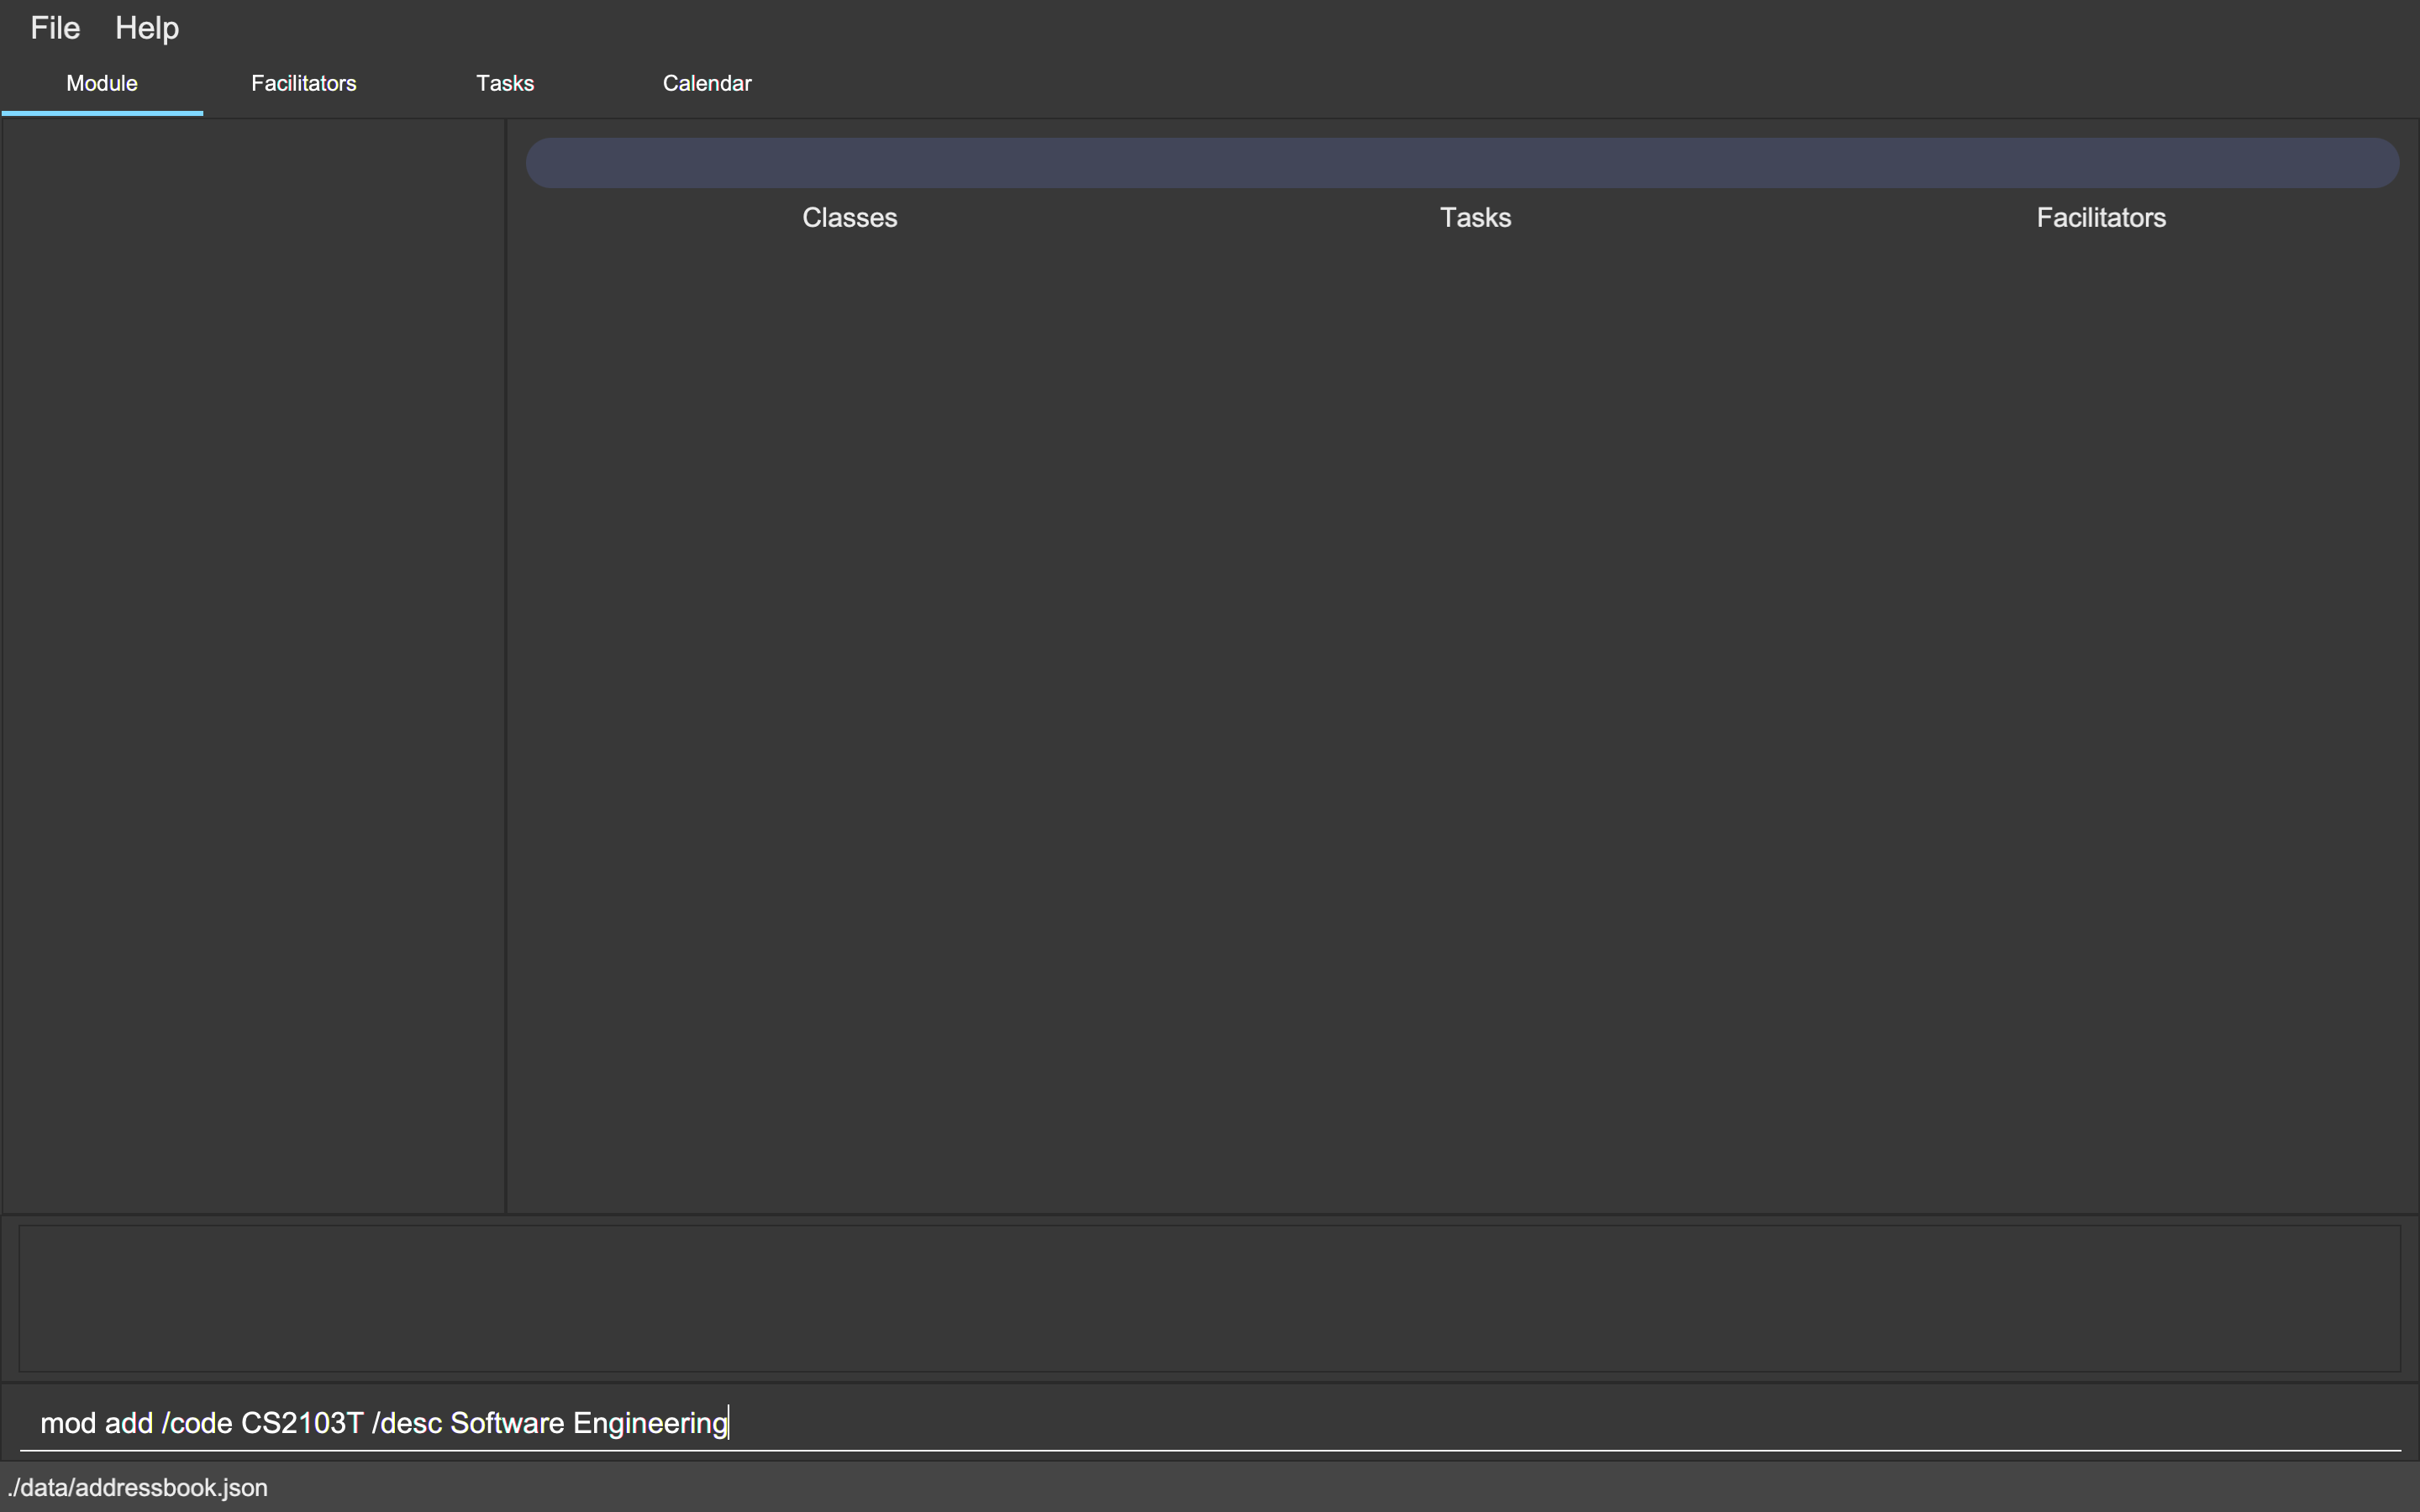 File Help
Module Facilitators Tasks Calendar
Classes Tasks Facilitators
mod add /code CS2103T /desc Software Engineering
./data/addressbook.json